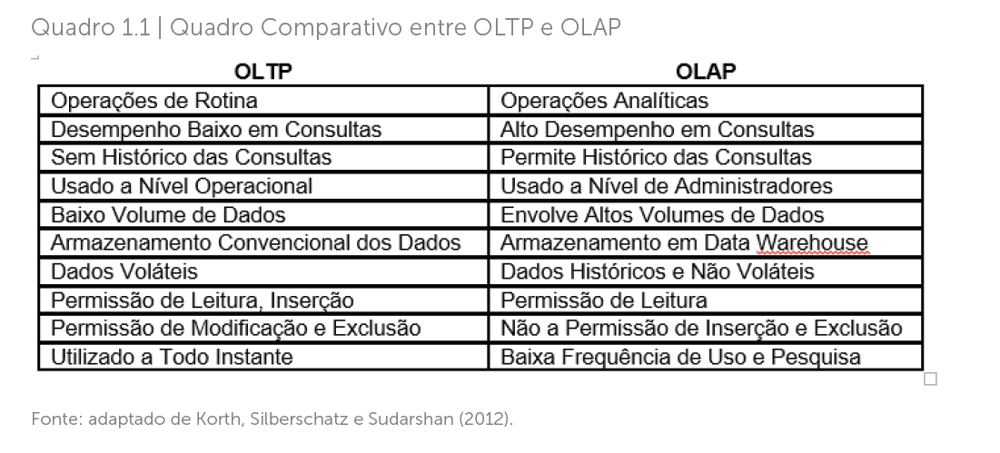 Quadro 1.1 | Quadro Comparativo entre OLTP e OLAP
OLTP OLAP
Operações de Rotina Operações Analíticas
Desempenho Baixo em Consultas Alto Desempenho em Consultas
Sem Histórico das Consultas Permite Histórico das Consultas
Usado a Nível Operacional Usado a Nível de Administradores
Baixo Volume de Dados Envolve Altos Volumes de Dados
Armazenamento Convencional dos Dados Armazenamento em Data Warehouse
Dados Voláteis Dados Históricos e Não Voláteis
Permissão de Leitura, Inserção Permissão de Leitura
Permissão de Modificação e Exclusão Não a Permissão de Inserção e Exclusão
Utilizado a Todo Instante Baixa Frequência de Uso e Pesquisa
Fonte: adaptado de Korth, Silberschatz e Sudarshan (2012).